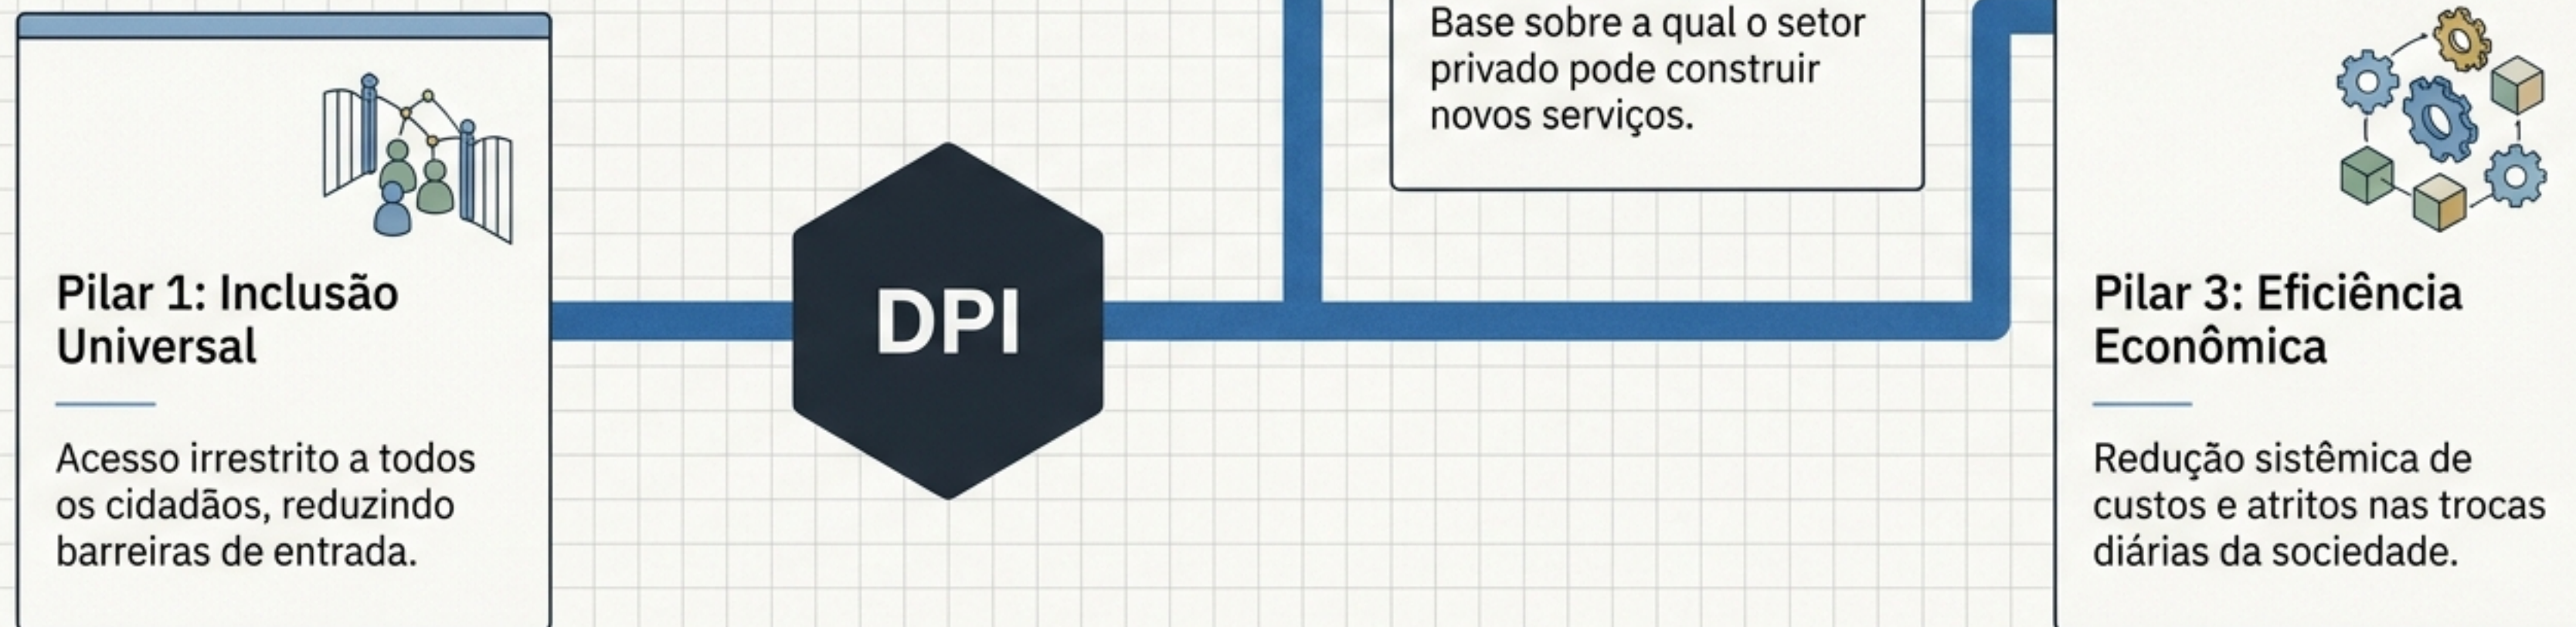 Pilar 1: Inclusão
Universal
Acesso irrestrito a todos
os cidadãos, reduzindo
barreiras de entrada.
DPI
Base sobre a qual o setor
privado pode construir
novos serviços.
Pilar 3: Eficiência
Econômica
Redução sistêmica de
custos e atritos nas trocas
diárias da sociedade.